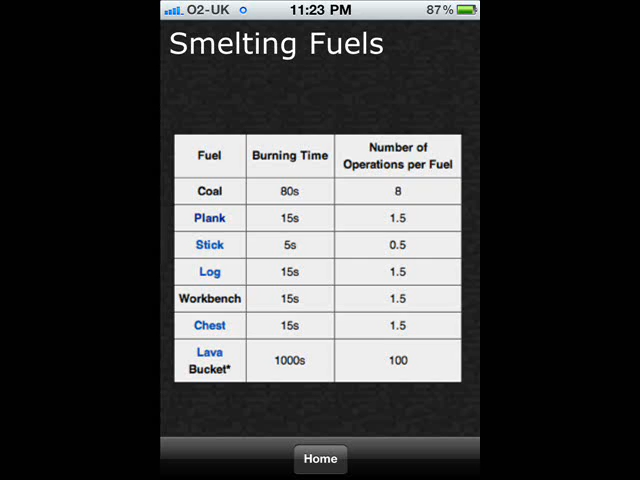 O2-UK 11:23 PM 87%
Smelting Fuels
Fuel Burning Time Number of
Operations per Fuel
Coal 80s 8
Plank 15s 1.5
Stick 5s 0.5
Log 15s 1.5
Workbench 15s 1.5
Chest 15s 1.5
Lava
Bucket* 1000s 100
Home